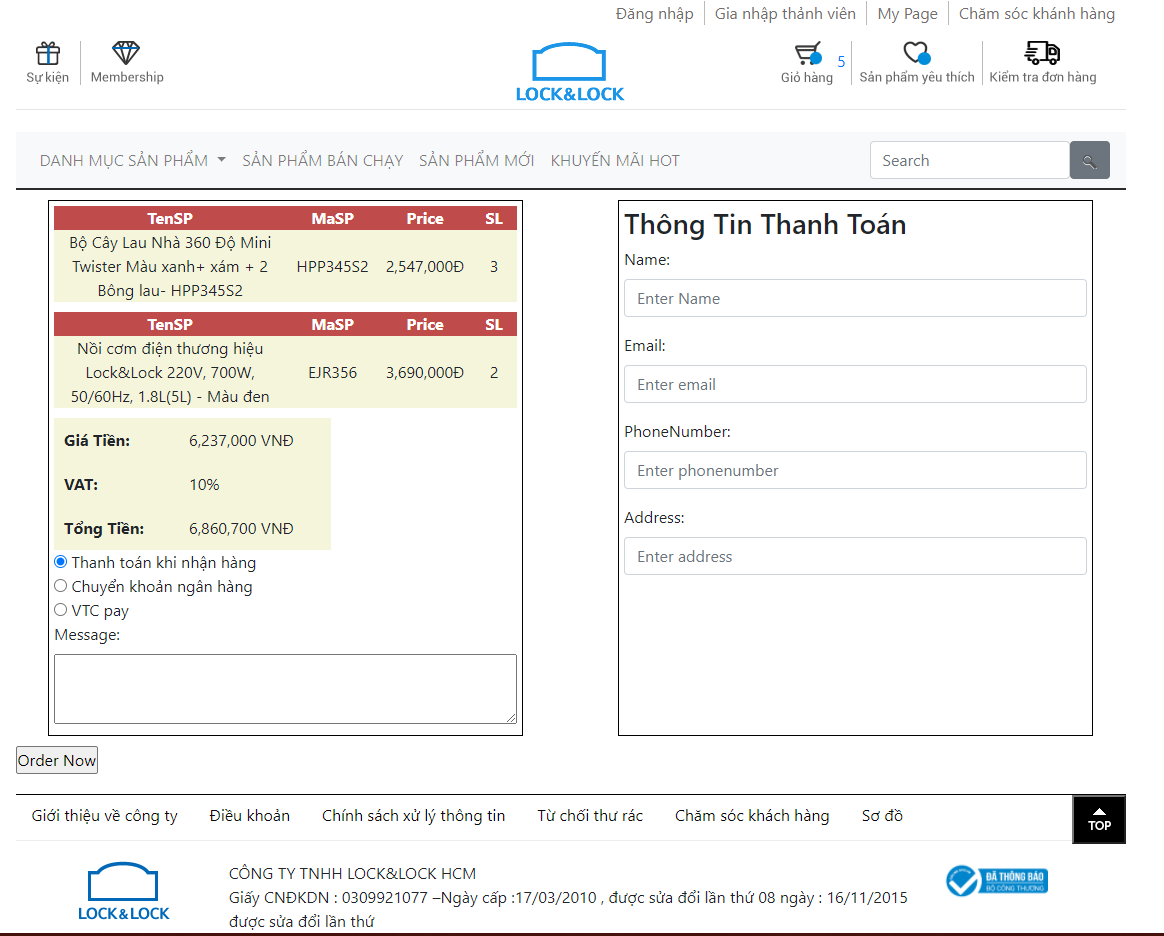 Đăng nhập Gia nhập thành viên My Page Chăm sóc khánh hàng
Sự kiện Membership
LOCK&LOCK
Giỏ hàng 5 Sản phẩm yêu thích Kiểm tra đơn hàng
DANH MỤC SẢN PHẨM SẢN PHẨM BÁN CHẠY SẢN PHẨM MỚI KHUYẾN MÃI HOT Search
TenSP MaSP Price SL
Bộ Cây Lau Nhà 360 Độ Mini
Twister Màu xanh+ xám + 2 HPP345S2 2,547,000Đ 3
Bông lau- HPP345S2
TenSP MaSP Price SL
Nồi cơm điện thương hiệu
Lock&Lock 220V, 700W, EJR356 3,690,000Đ 2
50/60Hz, 1.8L(5L) - Màu đen
Giá Tiền: 6,237,000 VNĐ
VAT: 10%
Tổng Tiền: 6,860,700 VNĐ
Thanh toán khi nhận hàng
Chuyển khoản ngân hàng
VTC pay
Message:
Thông Tin Thanh Toán
Name:
Enter Name
Email:
Enter email
PhoneNumber:
Enter phonenumber
Address:
Enter address
Order Now
Giới thiệu về công ty Điều khoản Chính sách xử lý thông tin Từ chối thư rác Chăm sóc khách hàng Sơ đồ
TOP
LOCK&LOCK
CÔNG TY TNHH LOCK&LOCK HCM
Giấy CNĐKDN : 0309921077 –Ngày cấp :17/03/2010 , được sửa đổi lần thứ 08 ngày : 16/11/2015
được sửa đổi lần thứ
ĐÃ THÔNG BÁO
BỘ CÔNG THƯƠNG